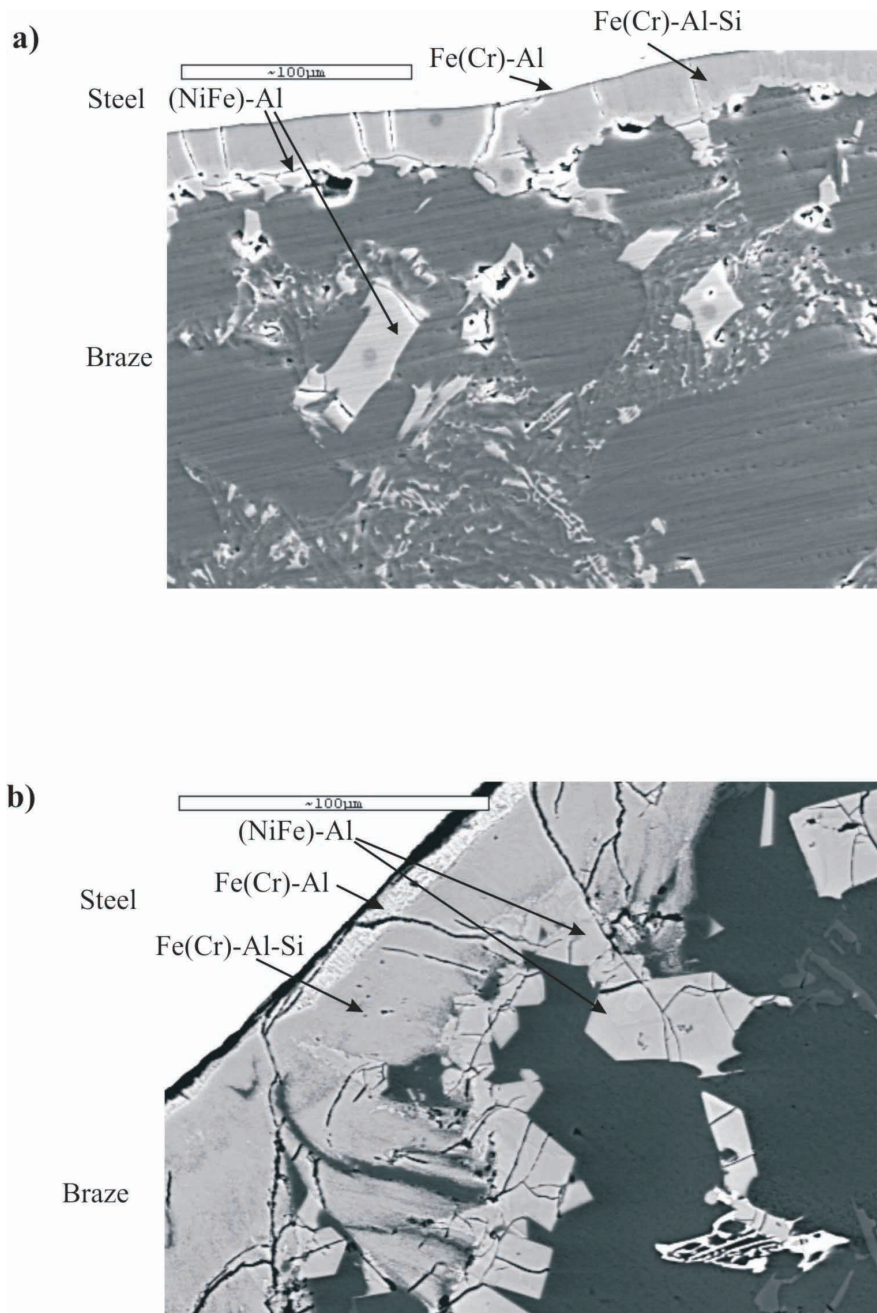 a)
Fe(Cr)-Al-Si
Fe(Cr)-Al
~100µm
Steel
(NiFe)-Al
Braze
b)
~100µm
(NiFe)-Al
Fe(Cr)-Al
Steel
Fe(Cr)-Al-Si
Braze